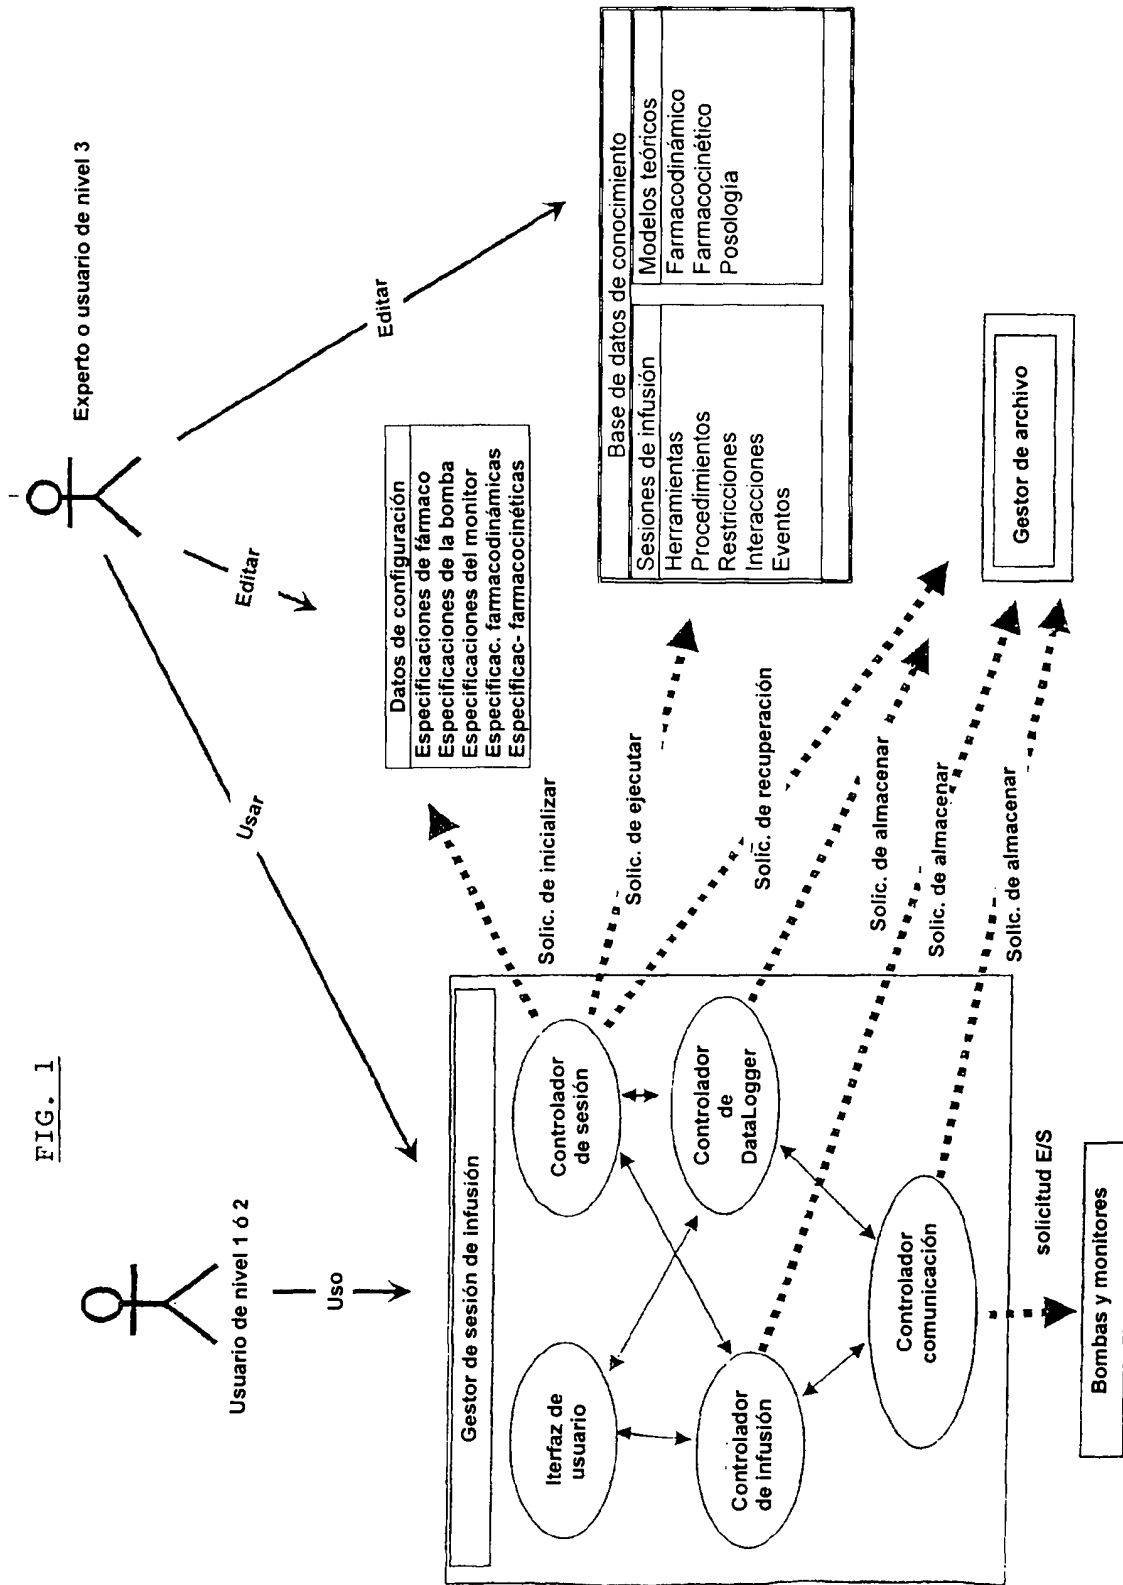 FIG. 1
Usuario de nivel 1 ó 2
Uso
Experto o usuario de nivel 3
Usar
Editar
Editar
Gestor de sesión de infusión
Iterfaz de
usuario
Controlador
de sesión
Controlador
de infusión
Controlador
de
DataLogger
Controlador
comunicación
solicitud E/S
Bombas y monitores
Solic. de inicializar
Solic. de ejecutar
Solic. de recuperación
Solic. de almacenar
Solic. de almacenar
Solic. de almacenar
Datos de configuración
Especificaciones de fármaco
Especificaciones de la bomba
Especificaciones del monitor
Especificac. farmacodinámicas
Especificac- farmacocinéticas
Base de datos de conocimiento
Sesiones de infusión
Herramientas
Procedimientos
Restricciones
Interacciones
Eventos
Modelos teóricos
Farmacodinámico
Farmacocinético
Posología
Gestor de archivo